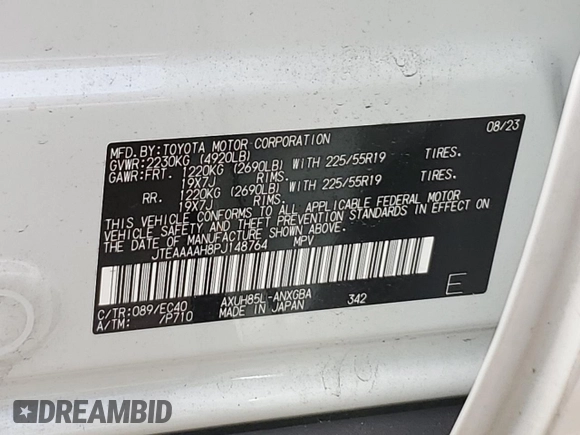 MFD.BY:TOYOTA MOTOR CORPORATION 08/23
GVWR:2230KG (4920LB)
GAWR:FRT. 1220KG (2690LB) WITH 225/55R19 TIRES.
19X7J RIMS.
RR. 1220KG (2690LB) WITH 225/55R19 TIRES.
19X7J RIMS.
THIS VEHICLE CONFORMS TO ALL APPLICABLE FEDERAL MOTOR
VEHICLE SAFETY AND THEFT PREVENTION STANDARDS IN EFFECT ON
THE DATE OF MANUFACTURE SHOWN ABOVE.
JTEAAAAH8PJ148764 MPV
C/TR:089/EC40 AXUH85L-ANXGBA 342 E
A/TM: /P710 MADE IN JAPAN
DREAMBID